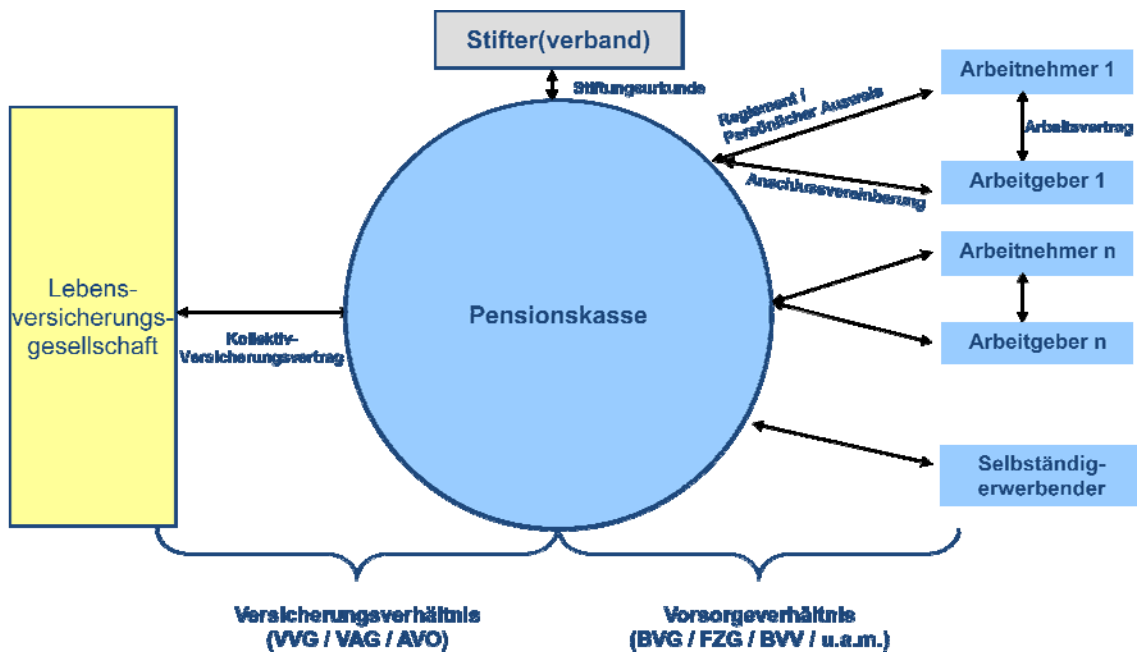 Stifter(verband)
Stiftungsurkunde
Reglement /
Persönlicher Ausweis
Arbeitnehmer 1
Arbeitsvertrag
Anschlussvereinbarung
Arbeitgeber 1
Arbeitnehmer n
Arbeitgeber n
Lebens-
versicherungs-
gesellschaft
Kollektiv-
Versicherungsvertrag
Pensionskasse
Selbständig-
erwerbender
Versicherungsverhältnis
(VVG / VAG / AVO)
Vorsorgeverhältnis
(BVG / FZG / BVV / u.a.m.)